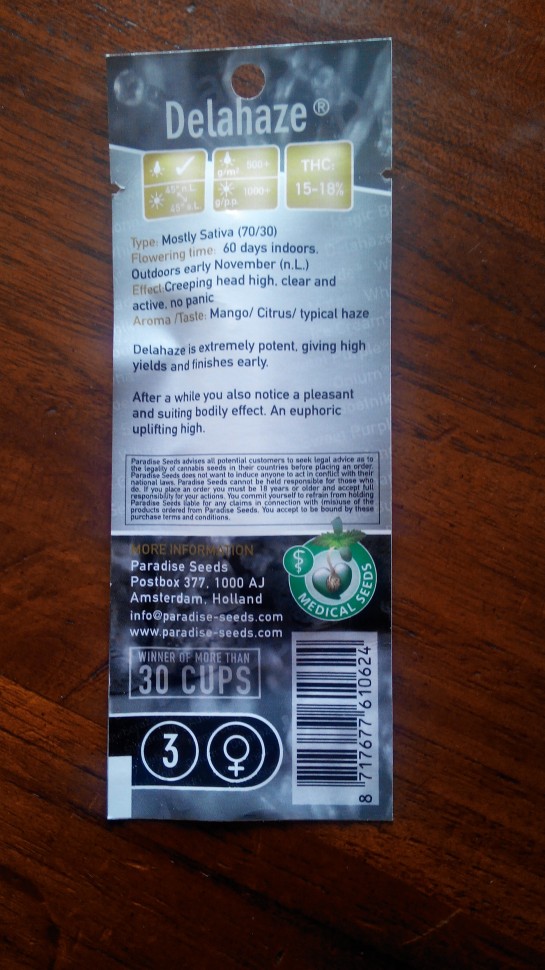 Delahaze®
g/m² 500+
THC:
45° n.L.
45° n.L.
g/p.p. 1000+
15-18%
Type: Mostly Sativa (70/30)
Flowering time: 60 days indoors.
Outdoors early November (n.L.)
Effect: Creeping head high, clear and
active, no panic
Aroma /Taste: Mango/ Citrus/ typical haze
Delahaze is extremely potent, giving high
yields and finishes early.
After a while you also notice a pleasant
and suiting bodily effect. An euphoric
uplifting high.
Paradise Seeds advises all potential customers to seek legal advice as to
the legality of cannabis seeds in their countries before placing an order.
Paradise Seeds does not want to induce anyone to act in conflict with their
national laws. Paradise Seeds cannot be held responsible for those who
do. If you place an order you must be 18 years or older and accept full
responsibility for your actions. You commit yourself to refrain from holding
Paradise Seeds liable for any claims in connection with (mis)use of the
products ordered from Paradise Seeds. You accept to be bound by these
purchase terms and conditions.
MORE INFORMATION
Paradise Seeds
Postbox 377, 1000 AJ
Amsterdam, Holland
info@paradise-seeds.com
www.paradise-seeds.com
MEDICAL SEEDS
WINNER OF MORE THAN
30 CUPS
3
8 717677 610624